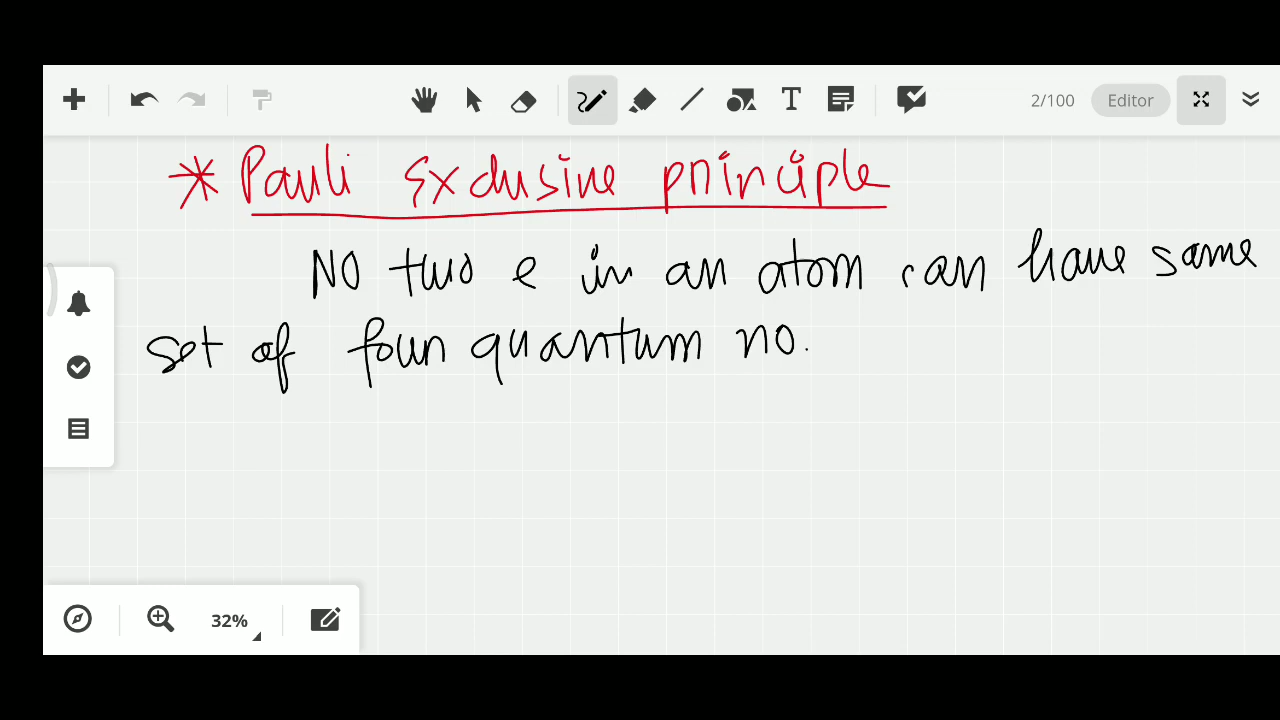 2/100 Editor
* Pauli Exclusive principle
NO two e in an atom can have same
set of four quantum no.
32%